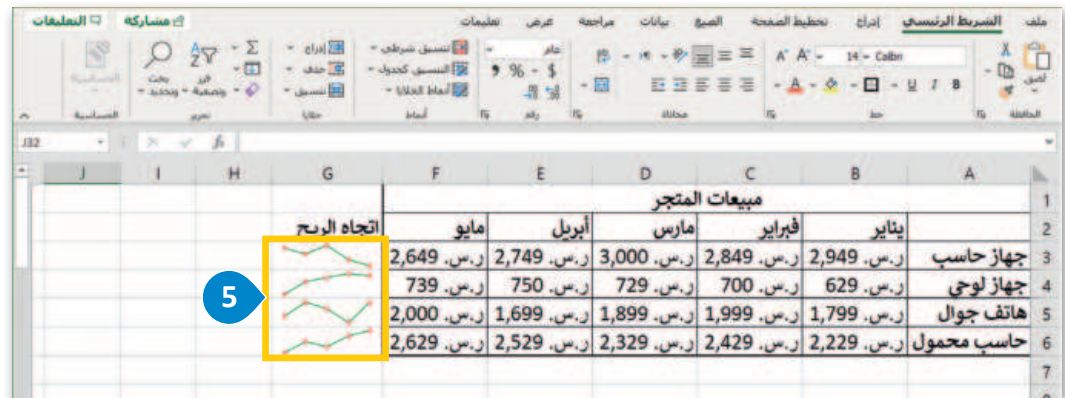 ملف الشريط الرئيسي إدراج تخطيط الصفحة الصيغ بيانات مراجعة عرض تعليمات مشاركة التعليقات
لصق Calibri 14 عام تنسيق شرطي إدراج
B I U $ % التنسيق كجدول حذف فرز وتصفية بحث وتحديد الحساسية
أنماط الخلايا تنسيق
الحافظة خط محاذاة رقم أنماط خلايا تحرير الحساسية
J32 fx
A B C D E F G H I J
1 مبيعات المتجر
2 يناير فبراير مارس أبريل مايو اتجاه الربح
3 جهاز حاسب ر.س. 2,949 ر.س. 2,849 ر.س. 3,000 ر.س. 2,749 ر.س. 2,649
4 جهاز لوحي ر.س. 629 ر.س. 700 ر.س. 729 ر.س. 750 ر.س. 739
5 هاتف جوال ر.س. 1,799 ر.س. 1,999 ر.س. 1,899 ر.س. 1,699 ر.س. 2,000
6 حاسب محمول ر.س. 2,229 ر.س. 2,429 ر.س. 2,329 ر.س. 2,529 ر.س. 2,629
7
5